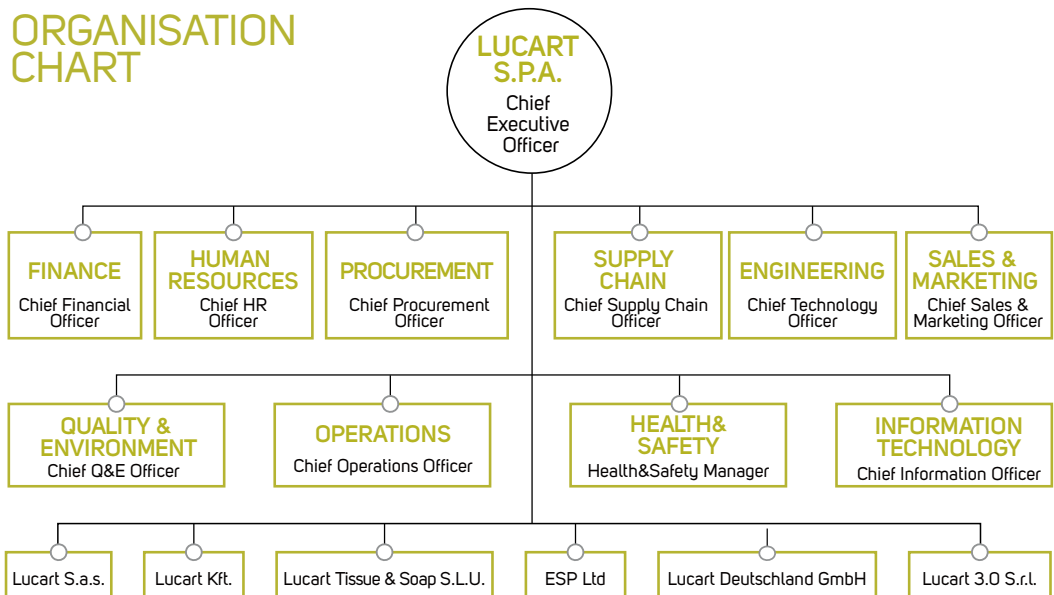 ORGANISATION
CHART
LUCART
S.P.A.
Chief
Executive
Officer
FINANCE
Chief Financial
Officer
HUMAN
RESOURCES
Chief HR
Officer
PROCUREMENT
Chief Procurement
Officer
SUPPLY
CHAIN
Chief Supply Chain
Officer
ENGINEERING
Chief Technology
Officer
SALES &
MARKETING
Chief Sales &
Marketing Officer
QUALITY &
ENVIRONMENT
Chief Q&E Officer
OPERATIONS
Chief Operations Officer
HEALTH&
SAFETY
Health&Safety Manager
INFORMATION
TECHNOLOGY
Chief Information Officer
Lucart S.a.s.
Lucart Kft.
Lucart Tissue & Soap S.L.U.
ESP Ltd
Lucart Deutschland GmbH
Lucart 3.0 S.r.l.